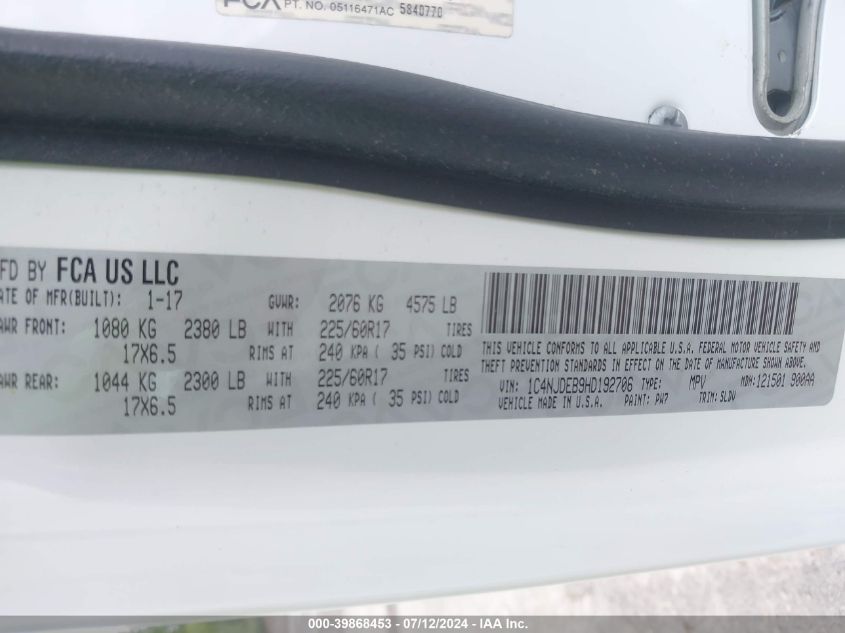 FCA PT. NO. 05116471AC 5840770
MFD BY FCA US LLC
DATE OF MFR(BUILT): 1-17 GVWR: 2076 KG 4575 LB
GAWR FRONT: 1080 KG 2380 LB WITH 225/60R17 TIRES
17X6.5 RIMS AT 240 KPA ( 35 PSI) COLD
GAWR REAR: 1044 KG 2300 LB WITH 225/60R17 TIRES
17X6.5 RIMS AT 240 KPA ( 35 PSI) COLD
THIS VEHICLE CONFORMS TO ALL APPLICABLE U.S.A. FEDERAL MOTOR VEHICLE SAFETY AND
THEFT PREVENTION STANDARDS IN EFFECT ON THE DATE OF MANUFACTURE SHOWN ABOVE.
VIN: 1C4NJDEB9HD192706 TYPE: MPV MDH: 121501 900AA
VEHICLE MADE IN U.S.A. PAINT: PW7 TRIM: SLDV
000-39868453 - 07/12/2024 - IAA Inc.